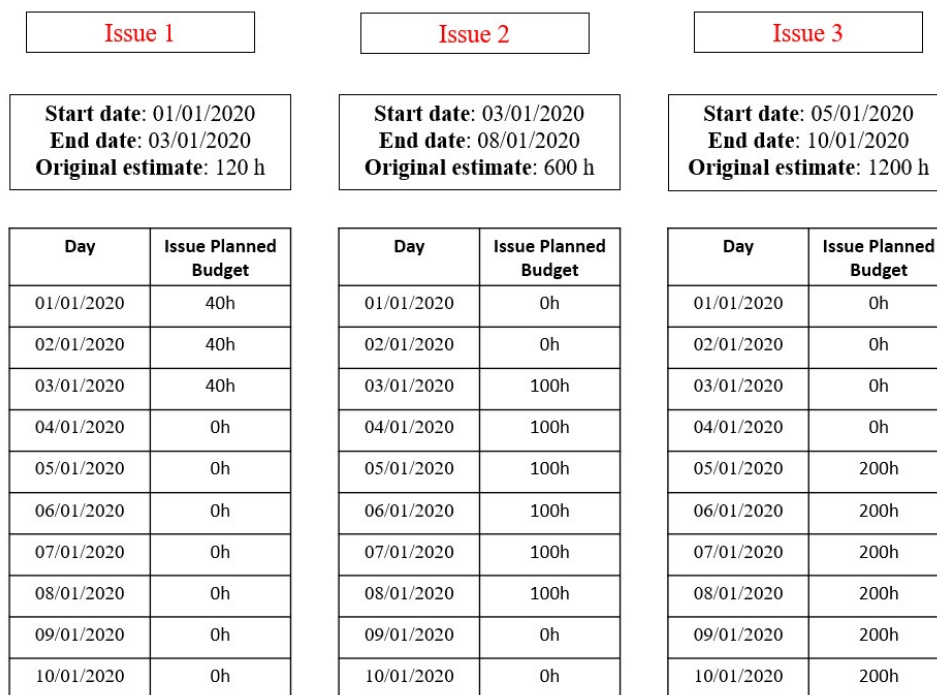 Issue 1
Issue 2
Issue 3
Start date: 01/01/2020
End date: 03/01/2020
Original estimate: 120 h
Start date: 03/01/2020
End date: 08/01/2020
Original estimate: 600 h
Start date: 05/01/2020
End date: 10/01/2020
Original estimate: 1200 h
Day Issue Planned
Budget
01/01/2020 40h
02/01/2020 40h
03/01/2020 40h
04/01/2020 0h
05/01/2020 0h
06/01/2020 0h
07/01/2020 0h
08/01/2020 0h
09/01/2020 0h
10/01/2020 0h
Day Issue Planned
Budget
01/01/2020 0h
02/01/2020 0h
03/01/2020 100h
04/01/2020 100h
05/01/2020 100h
06/01/2020 100h
07/01/2020 100h
08/01/2020 100h
09/01/2020 0h
10/01/2020 0h
Day Issue Planned
Budget
01/01/2020 0h
02/01/2020 0h
03/01/2020 0h
04/01/2020 0h
05/01/2020 200h
06/01/2020 200h
07/01/2020 200h
08/01/2020 200h
09/01/2020 200h
10/01/2020 200h